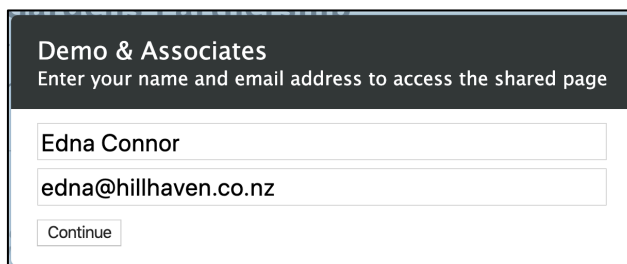 Demo & Associates
Enter your name and email address to access the shared page
Edna Connor
edna@hillhaven.co.nz
Continue